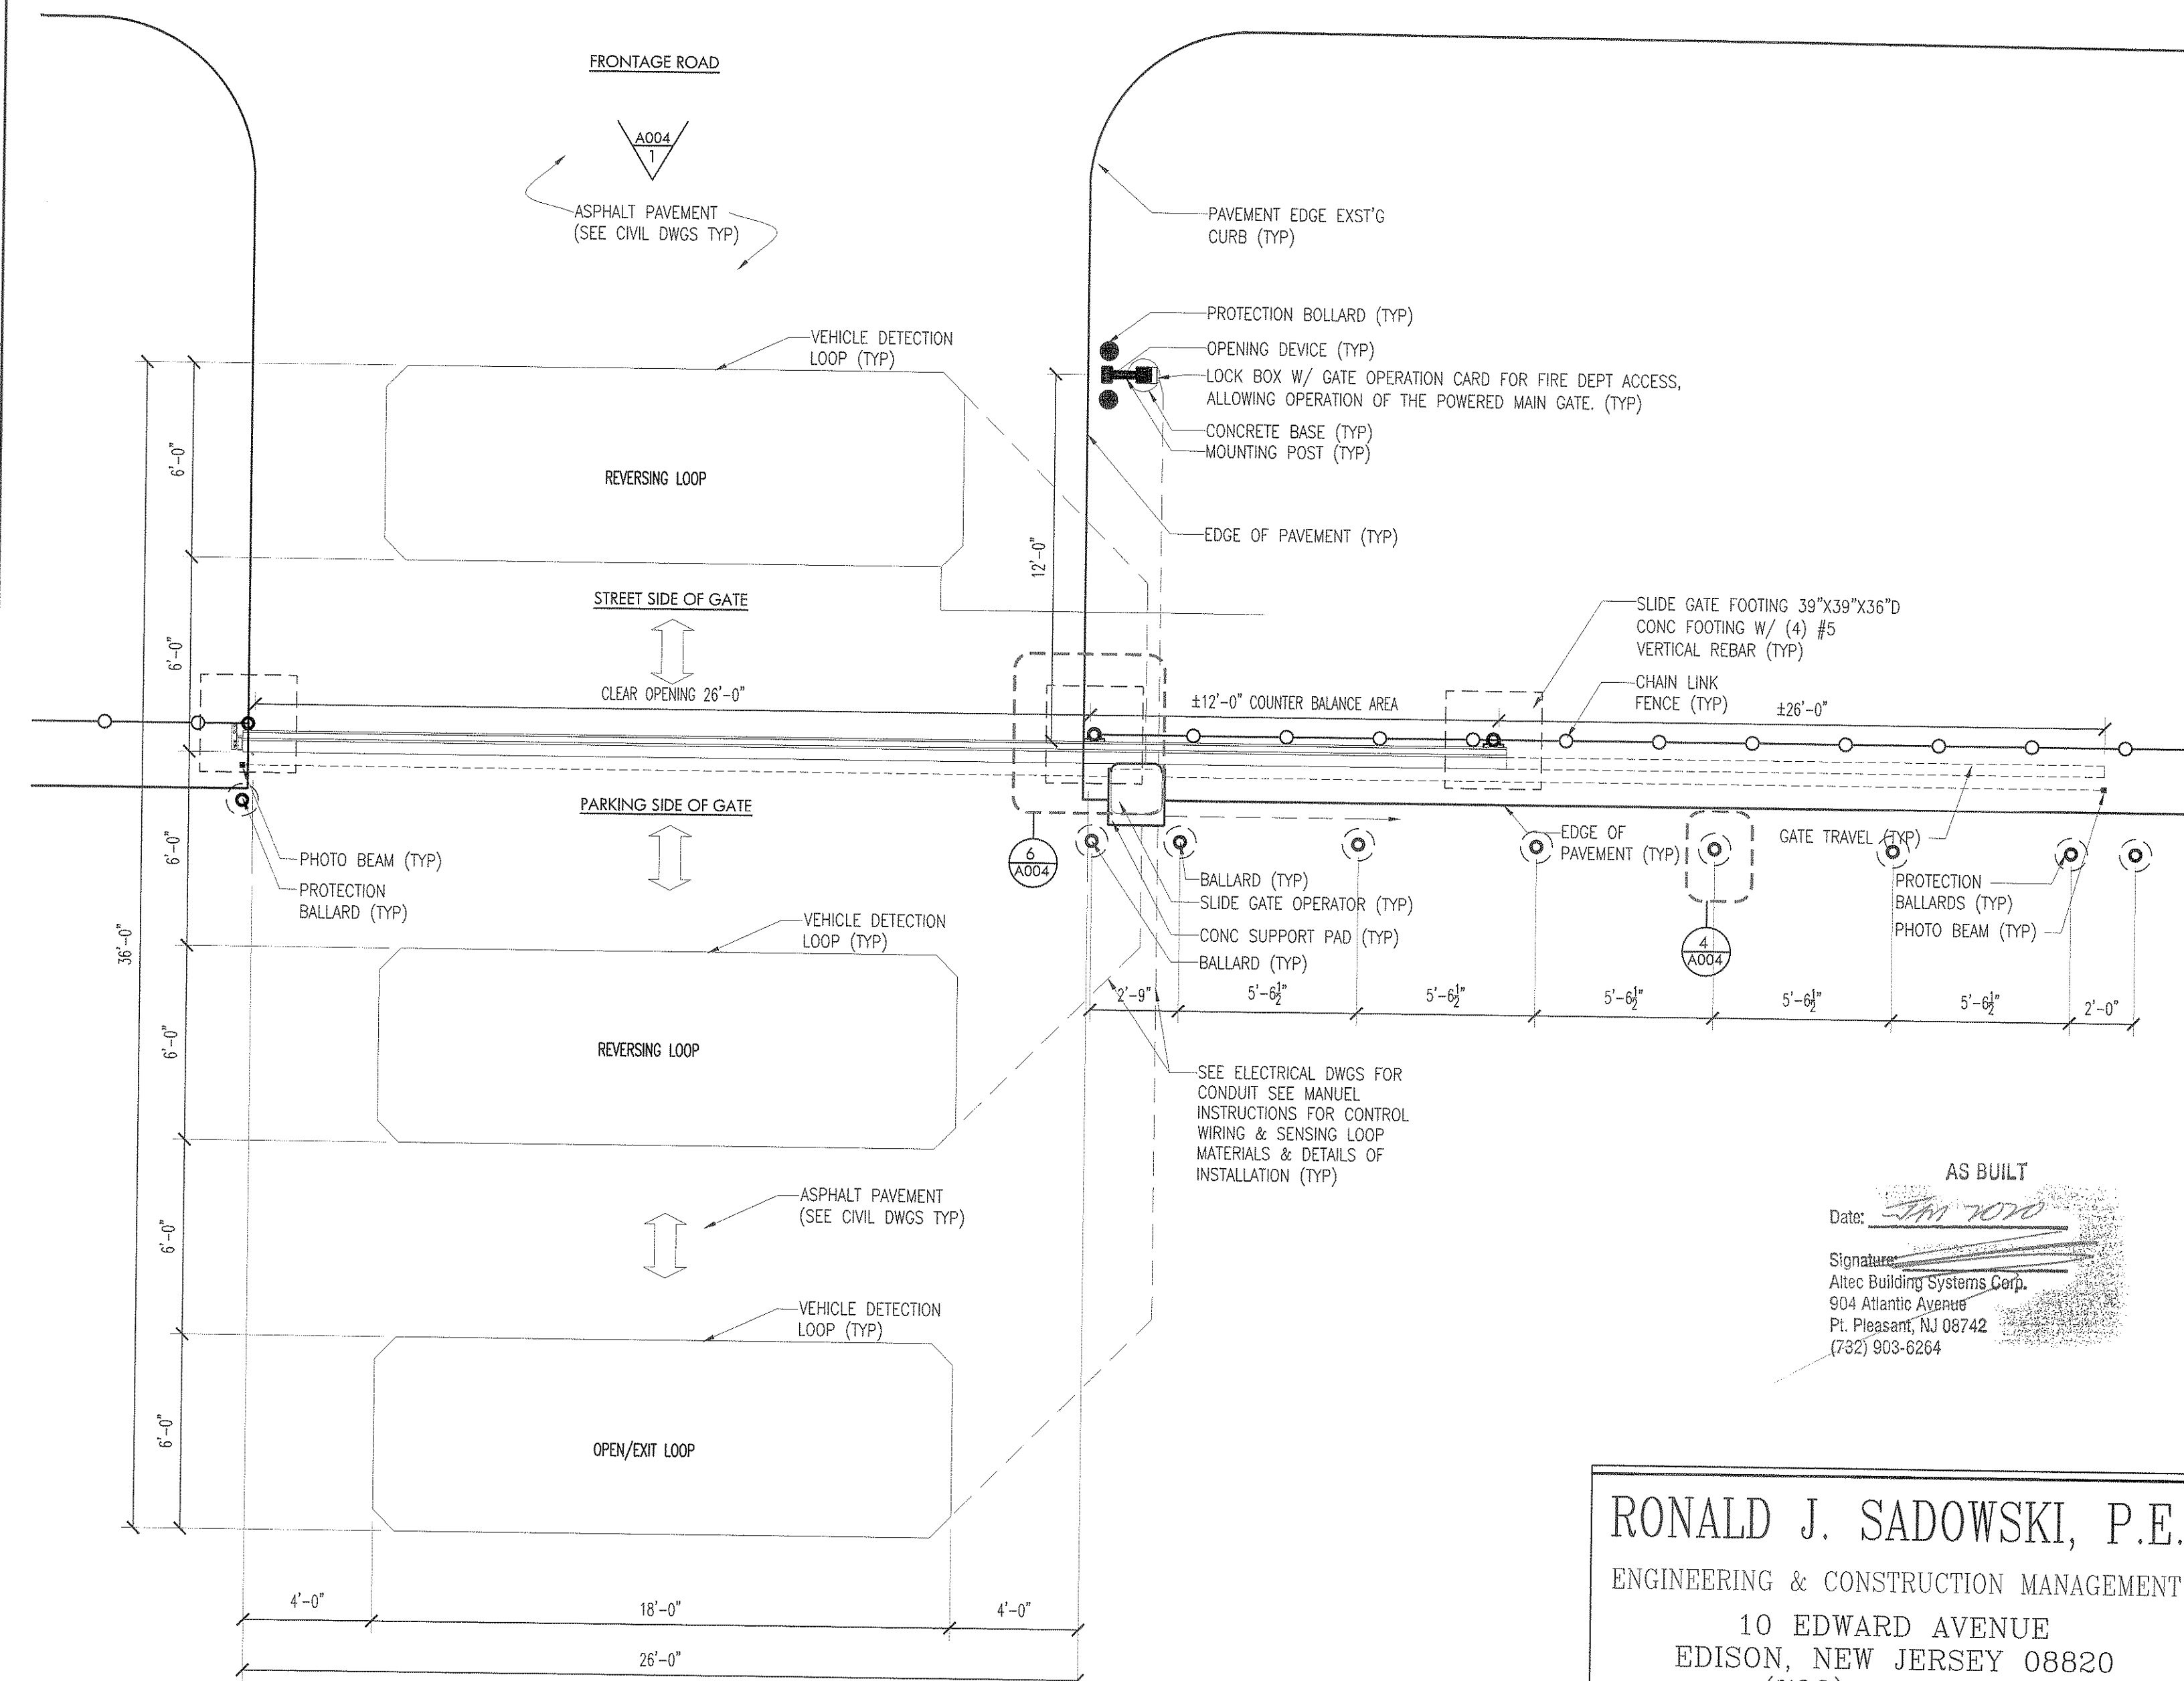 FRONTAGE ROAD
A004
1
ASPHALT PAVEMENT
(SEE CIVIL DWGS TYP)
PAVEMENT EDGE EXST'G
CURB (TYP)
PROTECTION BOLLARD (TYP)
OPENING DEVICE (TYP)
LOCK BOX W/ GATE OPERATION CARD FOR FIRE DEPT ACCESS,
ALLOWING OPERATION OF THE POWERED MAIN GATE. (TYP)
CONCRETE BASE (TYP)
MOUNTING POST (TYP)
VEHICLE DETECTION
LOOP (TYP)
6'-0"
REVERSING LOOP
12'-0"
EDGE OF PAVEMENT (TYP)
STREET SIDE OF GATE
SLIDE GATE FOOTING 39"X39"X36"D
CONC FOOTING W/ (4) #5
VERTICAL REBAR (TYP)
6'-0"
CLEAR OPENING 26'-0"
±12'-0" COUNTER BALANCE AREA
CHAIN LINK
FENCE (TYP)
±26'-0"
PARKING SIDE OF GATE
6'-0"
PHOTO BEAM (TYP)
PROTECTION
BALLARD (TYP)
6
A004
EDGE OF
PAVEMENT (TYP)
GATE TRAVEL (TYP)
BALLARD (TYP)
SLIDE GATE OPERATOR (TYP)
CONC SUPPORT PAD (TYP)
BALLARD (TYP)
PROTECTION
BALLARDS (TYP)
PHOTO BEAM (TYP)
4
A004
36'-0"
VEHICLE DETECTION
LOOP (TYP)
2'-9"
5'-6½"
5'-6½"
5'-6½"
5'-6½"
5'-6½"
2'-0"
6'-0"
REVERSING LOOP
SEE ELECTRICAL DWGS FOR
CONDUIT SEE MANUEL
INSTRUCTIONS FOR CONTROL
WIRING & SENSING LOOP
MATERIALS & DETAILS OF
INSTALLATION (TYP)
6'-0"
ASPHALT PAVEMENT
(SEE CIVIL DWGS TYP)
VEHICLE DETECTION
LOOP (TYP)
6'-0"
OPEN/EXIT LOOP
4'-0"
18'-0"
4'-0"
26'-0"
AS BUILT
Date: JAN 2020
Signature:
Altec Building Systems Corp.
904 Atlantic Avenue
Pt. Pleasant, NJ 08742
(732) 903-6264
RONALD J. SADOWSKI, P.E.
ENGINEERING & CONSTRUCTION MANAGEMENT
10 EDWARD AVENUE
EDISON, NEW JERSEY 08820